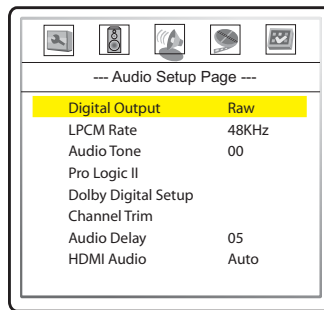 --- Audio Setup Page ---
Digital Output Raw
LPCM Rate 48KHz
Audio Tone 00
Pro Logic II
Dolby Digital Setup
Channel Trim
Audio Delay 05
HDMI Audio Auto